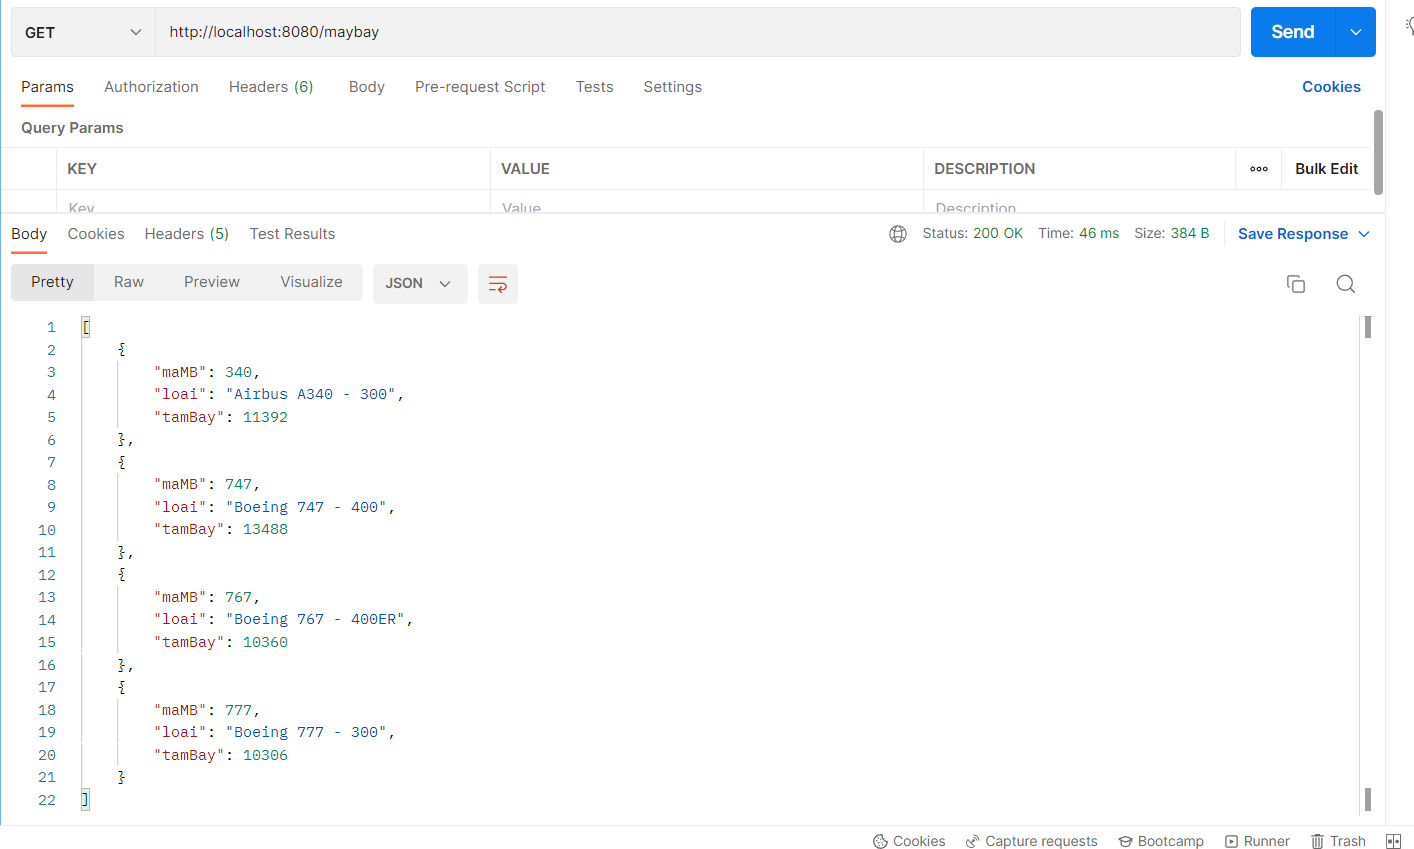 GET http://localhost:8080/maybay Send
Params Authorization Headers (6) Body Pre-request Script Tests Settings Cookies
Query Params
KEY VALUE DESCRIPTION ooo Bulk Edit
Key Value Description
Body Cookies Headers (5) Test Results Status: 200 OK Time: 46 ms Size: 384 B Save Response
Pretty Raw Preview Visualize JSON
1 [
2 {
3 "maMB": 340,
4 "loai": "Airbus A340 - 300",
5 "tamBay": 11392
6 },
7 {
8 "maMB": 747,
9 "loai": "Boeing 747 - 400",
10 "tamBay": 13488
11 },
12 {
13 "maMB": 767,
14 "loai": "Boeing 767 - 400ER",
15 "tamBay": 10360
16 },
17 {
18 "maMB": 777,
19 "loai": "Boeing 777 - 300",
20 "tamBay": 10306
21 }
22 ]
Cookies Capture requests Bootcamp Runner Trash